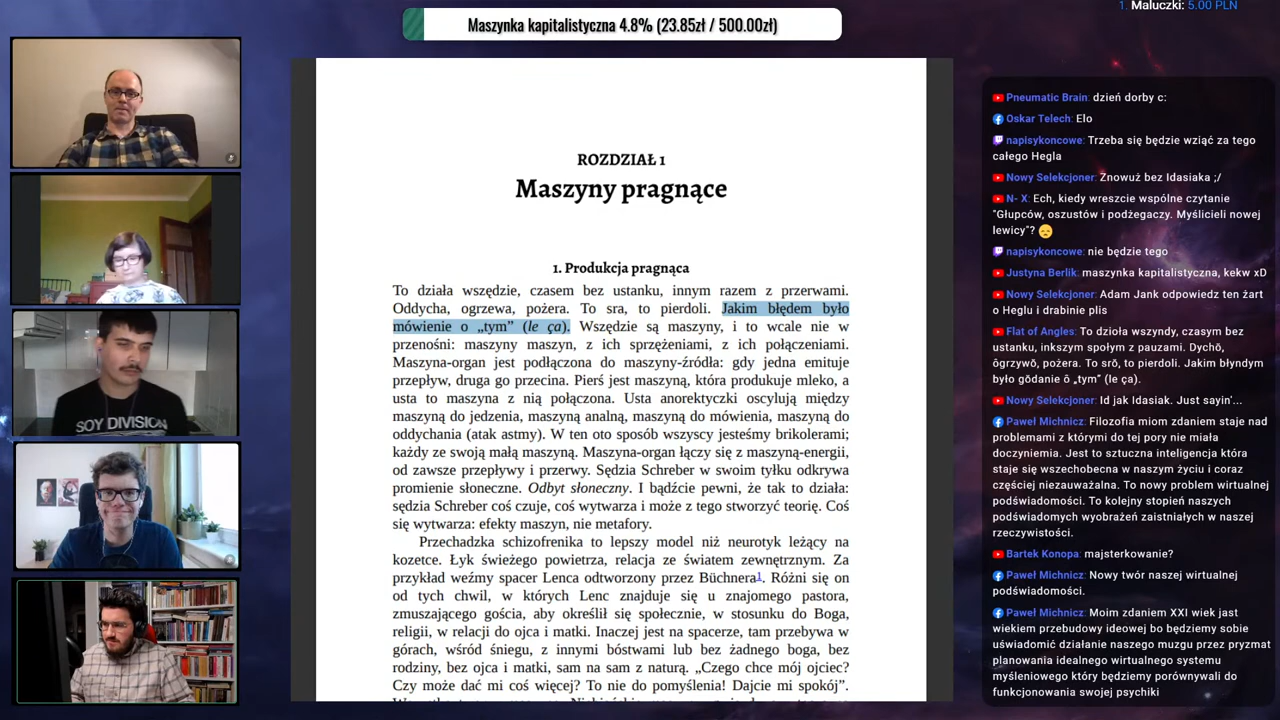 Maszynka kapitalistyczna 4.8% (23.85zł / 500.00zł)
1. Maluczki: 5.00 PLN
SOY DIVISION
ROZDZIAŁ 1
Maszyny pragnące
1. Produkcja pragnąca
To działa wszędzie, czasem bez ustanku, innym razem z przerwami.
Oddycha, ogrzewa, pożera. To sra, to pierdoli. Jakim błędem było
mówienie o „tym” (le ça). Wszędzie są maszyny, i to wcale nie w
przenośni: maszyny maszyn, z ich sprzężeniami, z ich połączeniami.
Maszyna-organ jest podłączona do maszyny-źródła: gdy jedna emituje
przepływ, druga go przecina. Pierś jest maszyną, która produkuje mleko, a
usta to maszyna z nią połączona. Usta anorektyczki oscylują między
maszyną do jedzenia, maszyną analną, maszyną do mówienia, maszyną do
oddychania (atak astmy). W ten oto sposób wszyscy jesteśmy brikolerami;
każdy ze swoją małą maszyną. Maszyna-organ łączy się z maszyną-energii,
od zawsze przepływy i przerwy. Sędzia Schreber w swoim tyłku odkrywa
promienie słoneczne. Odbyt słoneczny. I bądźcie pewni, że tak to działa:
sędzia Schreber coś czuje, coś wytwarza i może z tego stworzyć teorię. Coś
się wytwarza: efekty maszyn, nie metafory.
Przechadzka schizofrenika to lepszy model niż neurotyk leżący na
kozetce. Łyk świeżego powietrza, relacja ze światem zewnętrznym. Za
przykład weźmy spacer Lenca odtworzony przez Büchnera1. Różni się on
od tych chwil, w których Lenc znajduje się u znajomego pastora,
zmuszającego gościa, aby określił się społecznie, w stosunku do Boga,
religii, w relacji do ojca i matki. Inaczej jest na spacerze, tam przebywa w
górach, wśród śniegu, z innymi bóstwami lub bez żadnego boga, bez
rodziny, bez ojca i matki, sam na sam z naturą. „Czego chce mój ojciec?
Czy może dać mi coś więcej? To nie do pomyślenia! Dajcie mi spokój”.
Pneumatic Brain: dzień dorby c:
Oskar Telech: Elo
napisykoncowe: Trzeba się będzie wziąć za tego
całego Hegla
Nowy Selekcjoner: Znowuż bez Idasiaka ;/
N- X: Ech, kiedy wreszcie wspólne czytanie
"Głupców, oszustów i podżegaczy. Myślicieli nowej
lewicy"? 😔
napisykoncowe: nie będzie tego
Justyna Berlik: maszynka kapitalistyczna, kekw xD
Nowy Selekcjoner: Adam Jank odpowiedz ten żart
o Heglu i drabinie plis
Flat of Angles: To dzioła wszyndy, czasym bez
ustanku, inkszym społym z pauzami. Dychŏ,
ôgrzywŏ, pożera. To srŏ, to pierdoli. Jakim błyndym
było gŏdanie ŏ „tym” (le ça).
Nowy Selekcjoner: Id jak Idasiak. Just sayin'...
Paweł Michnicz: Filozofia miom zdaniem staje nad
problemami z którymi do tej pory nie miała
doczyniemia. Jest to sztuczna inteligencja która
staje się wszechobecna w naszym życiu i coraz
częściej niezauważalna. To nowy problem wirtualnej
podświadomości. To kolejny stopień naszych
podświadomych wyobrażeń zaistniałych w naszej
rzeczywistości.
Bartek Konopa: majsterkowanie?
Paweł Michnicz: Nowy twór naszej wirtualnej
podświadomości.
Paweł Michnicz: Moim zdaniem XXI wiek jast
wiekiem przebudowy ideowej bo będziemy sobie
uświadomić działanie naszego muzgu przez pryzmat
planowania idealnego wirtualnego systemu
myśleniowego który będziemy porównywali do
funkcjonowania swojej psychiki